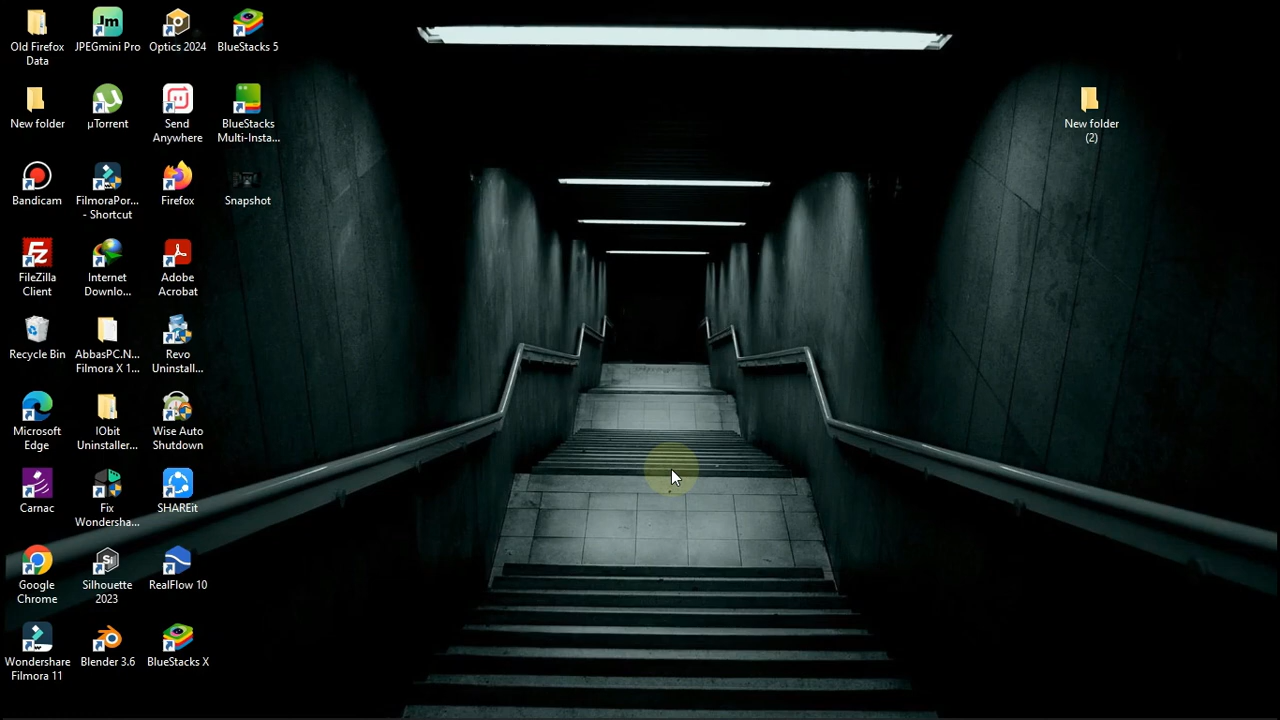 Old Firefox
Data
JPEGmini Pro
Optics 2024
BlueStacks 5
New folder
µTorrent
Send
Anywhere
BlueStacks
Multi-Insta...
New folder
(2)
Bandicam
FilmoraPor...
- Shortcut
Firefox
Snapshot
FileZilla
Client
Internet
Downlo...
Adobe
Acrobat
Recycle Bin
AbbasPC.N...
Filmora X 1...
Revo
Uninstall...
Microsoft
Edge
IObit
Uninstaller...
Wise Auto
Shutdown
Carnac
Fix
Wondersha...
SHAREit
Google
Chrome
Silhouette
2023
RealFlow 10
Wondershare
Filmora 11
Blender 3.6
BlueStacks X